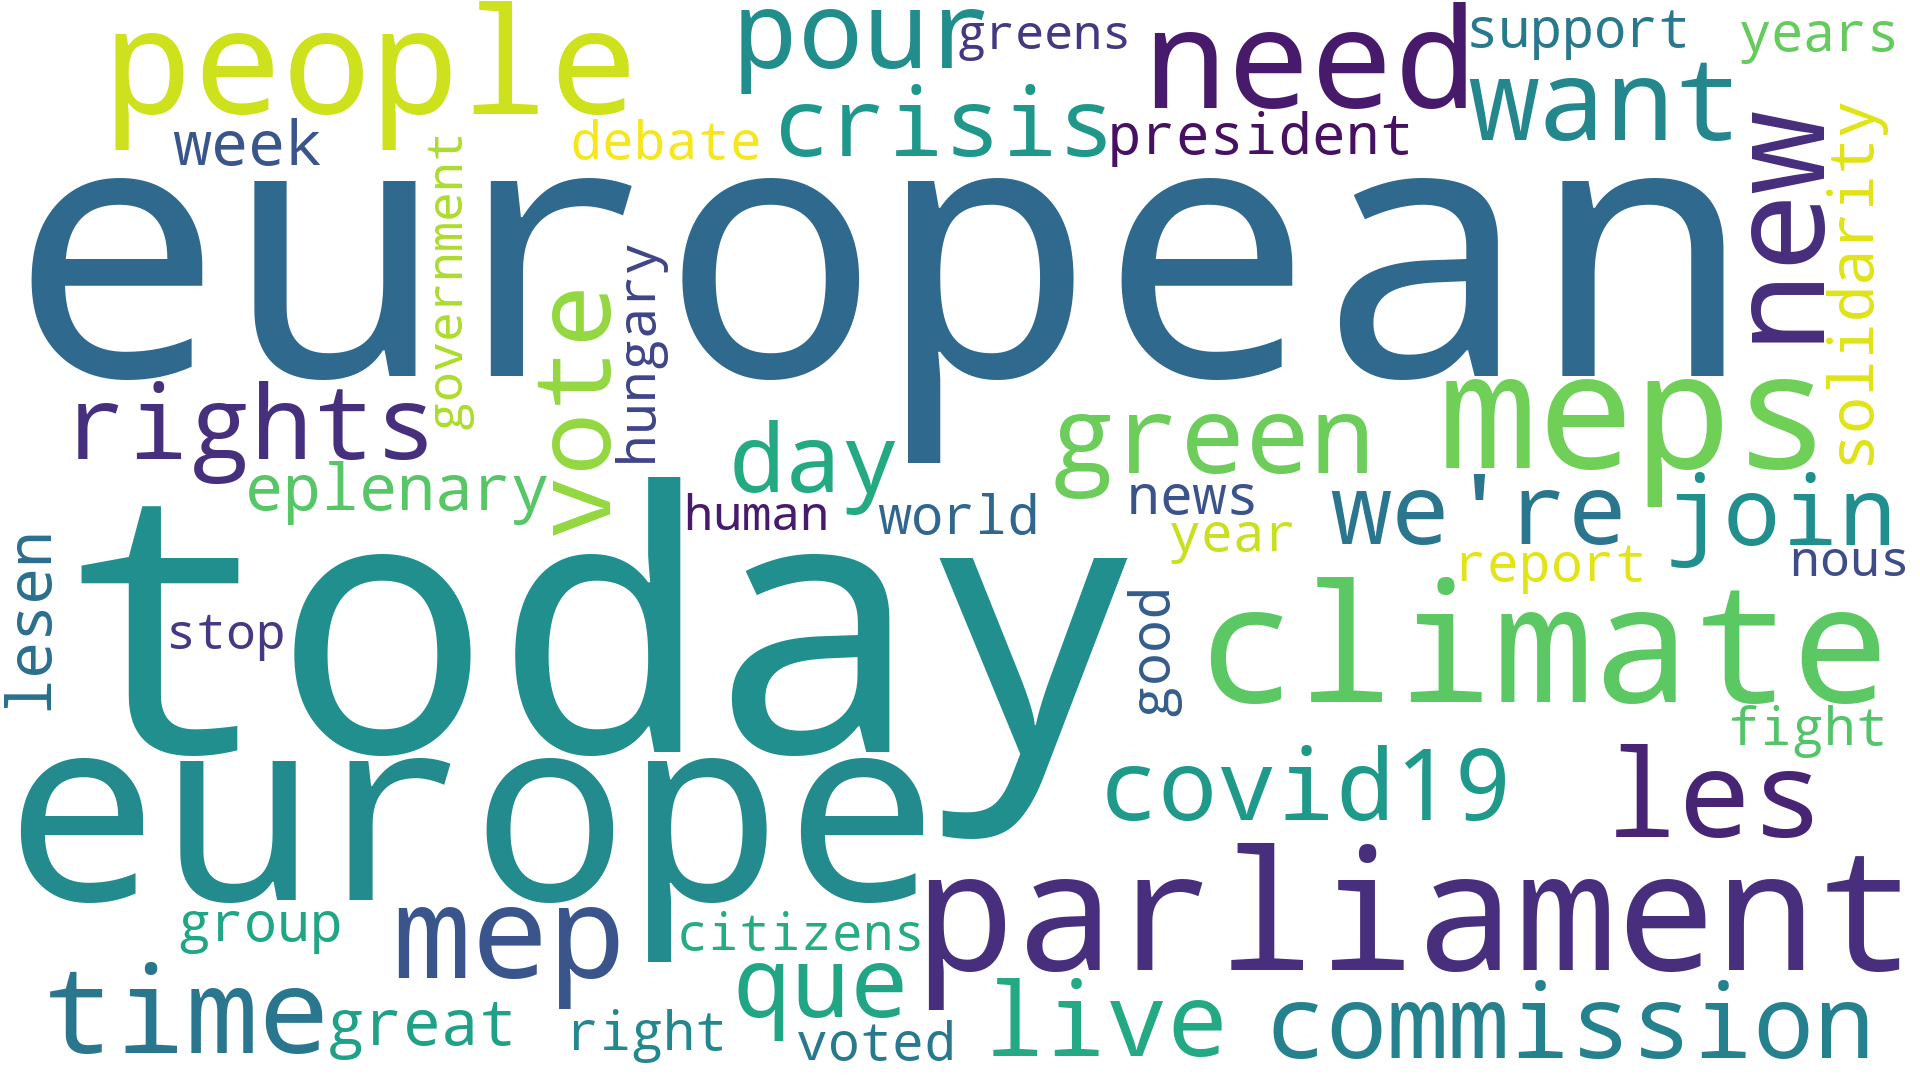 people
pour
greens
need
support
years
week
debate
crisis
president
want
european
government
hungary
vote
new
solidarity
rights
eplenary
day
green
meps
human
world
news
year
we're
join
report
nous
lesen
stop
today
good
climate
fight
europe
covid19
les
parliament
group
mep
citizens
time
great
right
que
voted
live
commission